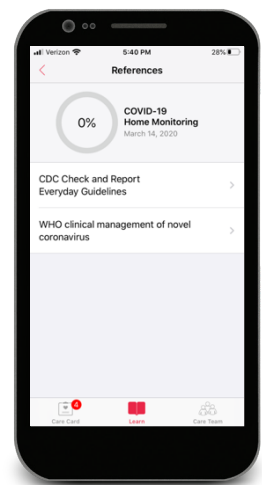 Verizon 5:40 PM 28%
References
0%
COVID-19
Home Monitoring
March 14, 2020
CDC Check and Report
Everyday Guidelines
WHO clinical management of novel
coronavirus
4
Care Card Learn Care Team